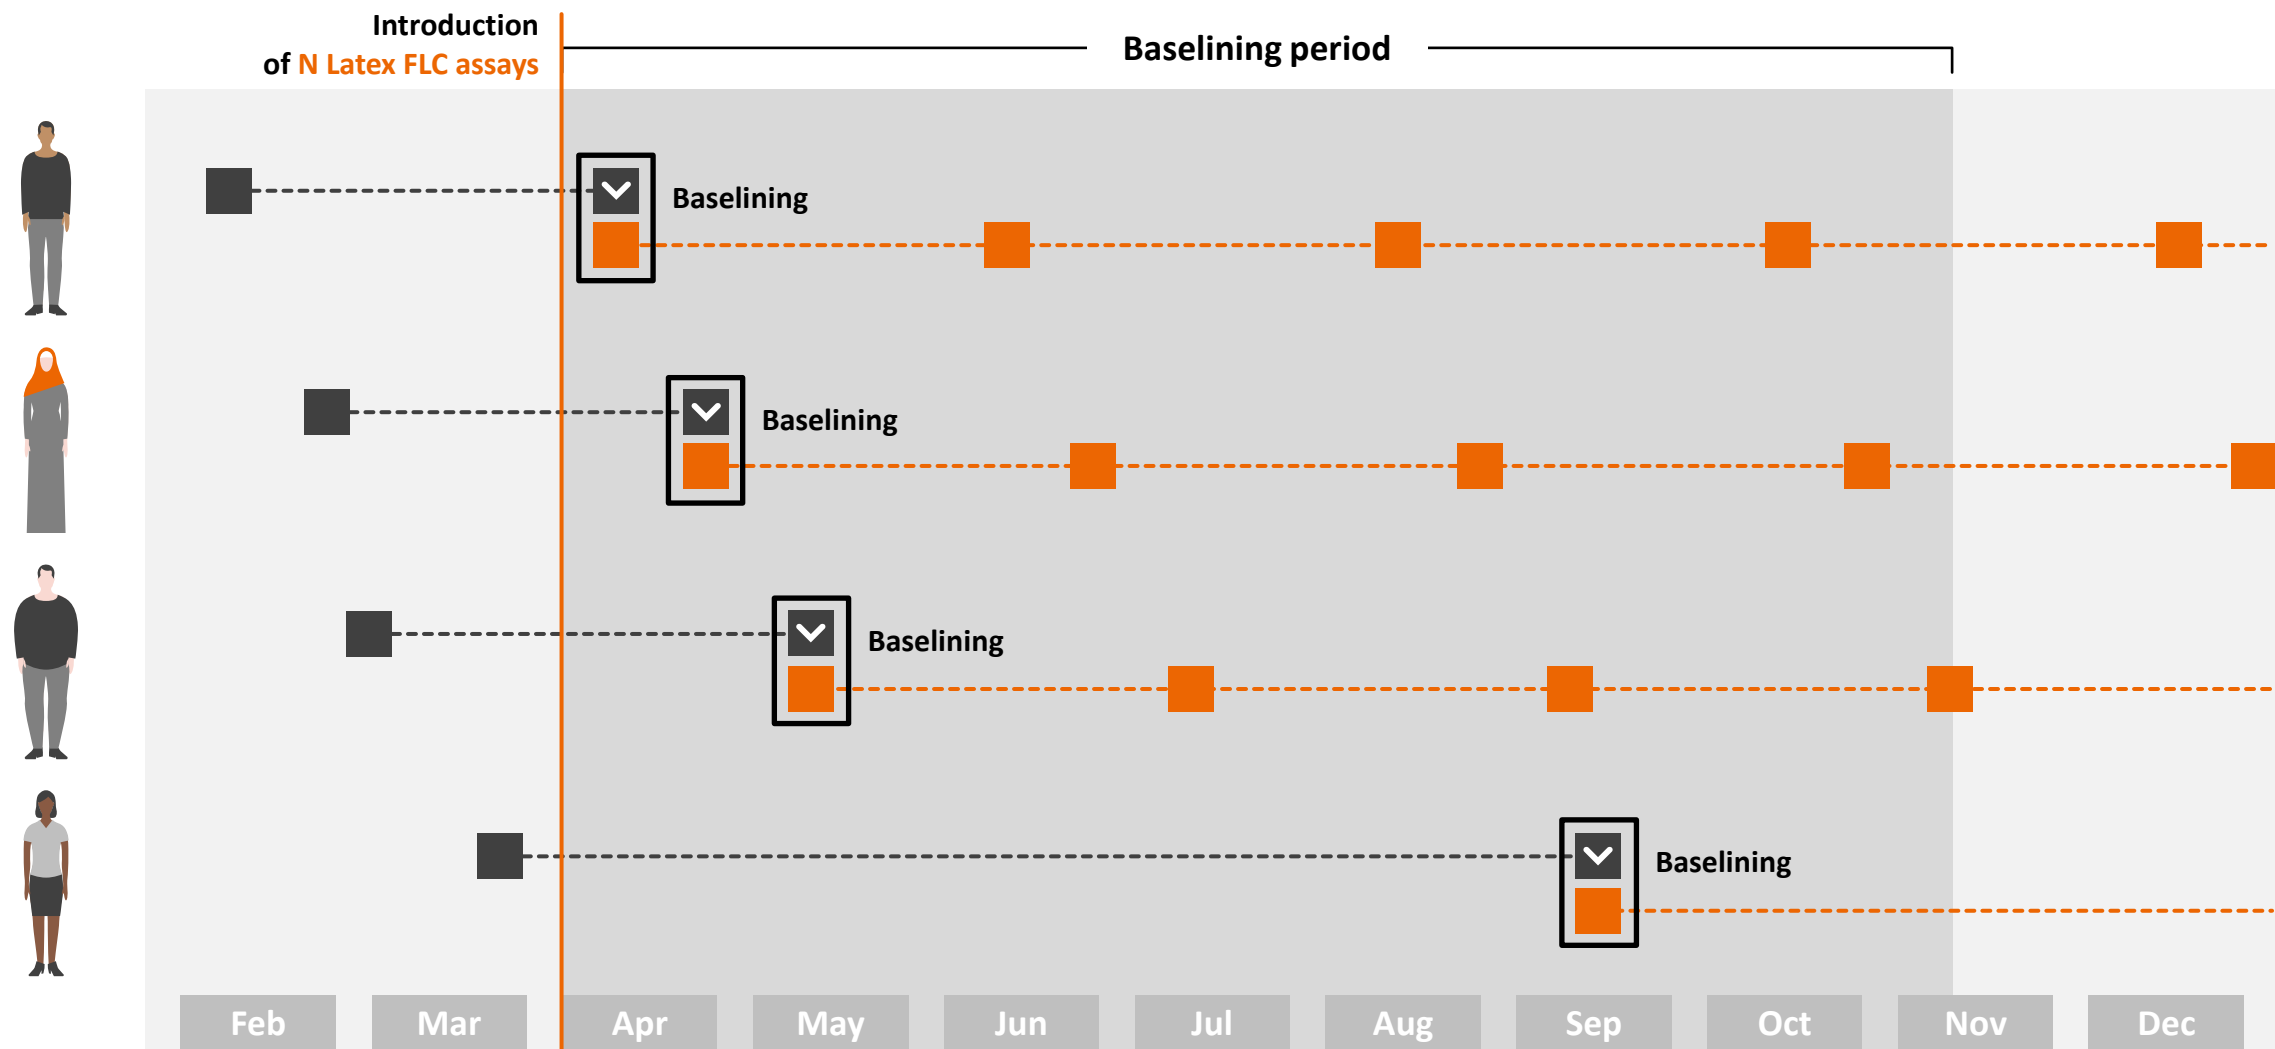 Introduction
of N Latex FLC assays
Baselining period
Baselining
Baselining
Baselining
Baselining
Feb Mar Apr May Jun Jul Aug Sep Oct Nov Dec